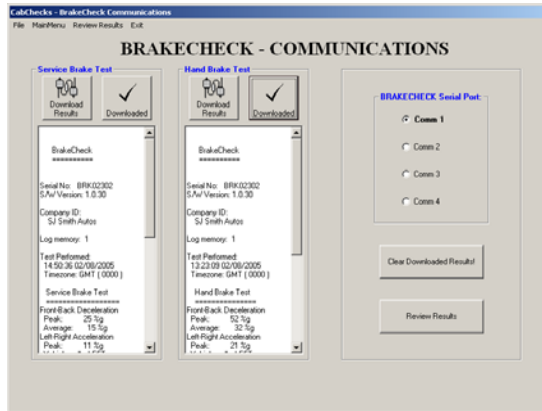 CabChecks - BrakeCheck Communications
File MainMenu Review Results Exit
BRAKECHECK - COMMUNICATIONS
Service Brake Test
Download
Results
Downloaded
BrakeCheck
==========
Serial No: BRK02302
S/W Version: 1.0.30
Company ID:
SJ Smith Autos
Log memory: 1
Test Performed:
14:50:36 02/08/2005
Timezone: GMT ( 0000 )
Service Brake Test
==================
Front-Back Deceleration
Peak: 25 %g
Average: 15 %g
Left-Right Acceleration
Peak: 11 %g
Hand Brake Test
Download
Results
Downloaded
BrakeCheck
==========
Serial No: BRK02302
S/W Version: 1.0.30
Company ID:
SJ Smith Autos
Log memory: 1
Test Performed:
13:23:09 02/08/2005
Timezone: GMT ( 0000 )
Hand Brake Test
==================
Front-Back Deceleration
Peak: 52 %g
Average: 32 %g
Left-Right Acceleration
Peak: 21 %g
BRAKECHECK Serial Port:
Comm 1
Comm 2
Comm 3
Comm 4
Clear Downloaded Results!
Review Results